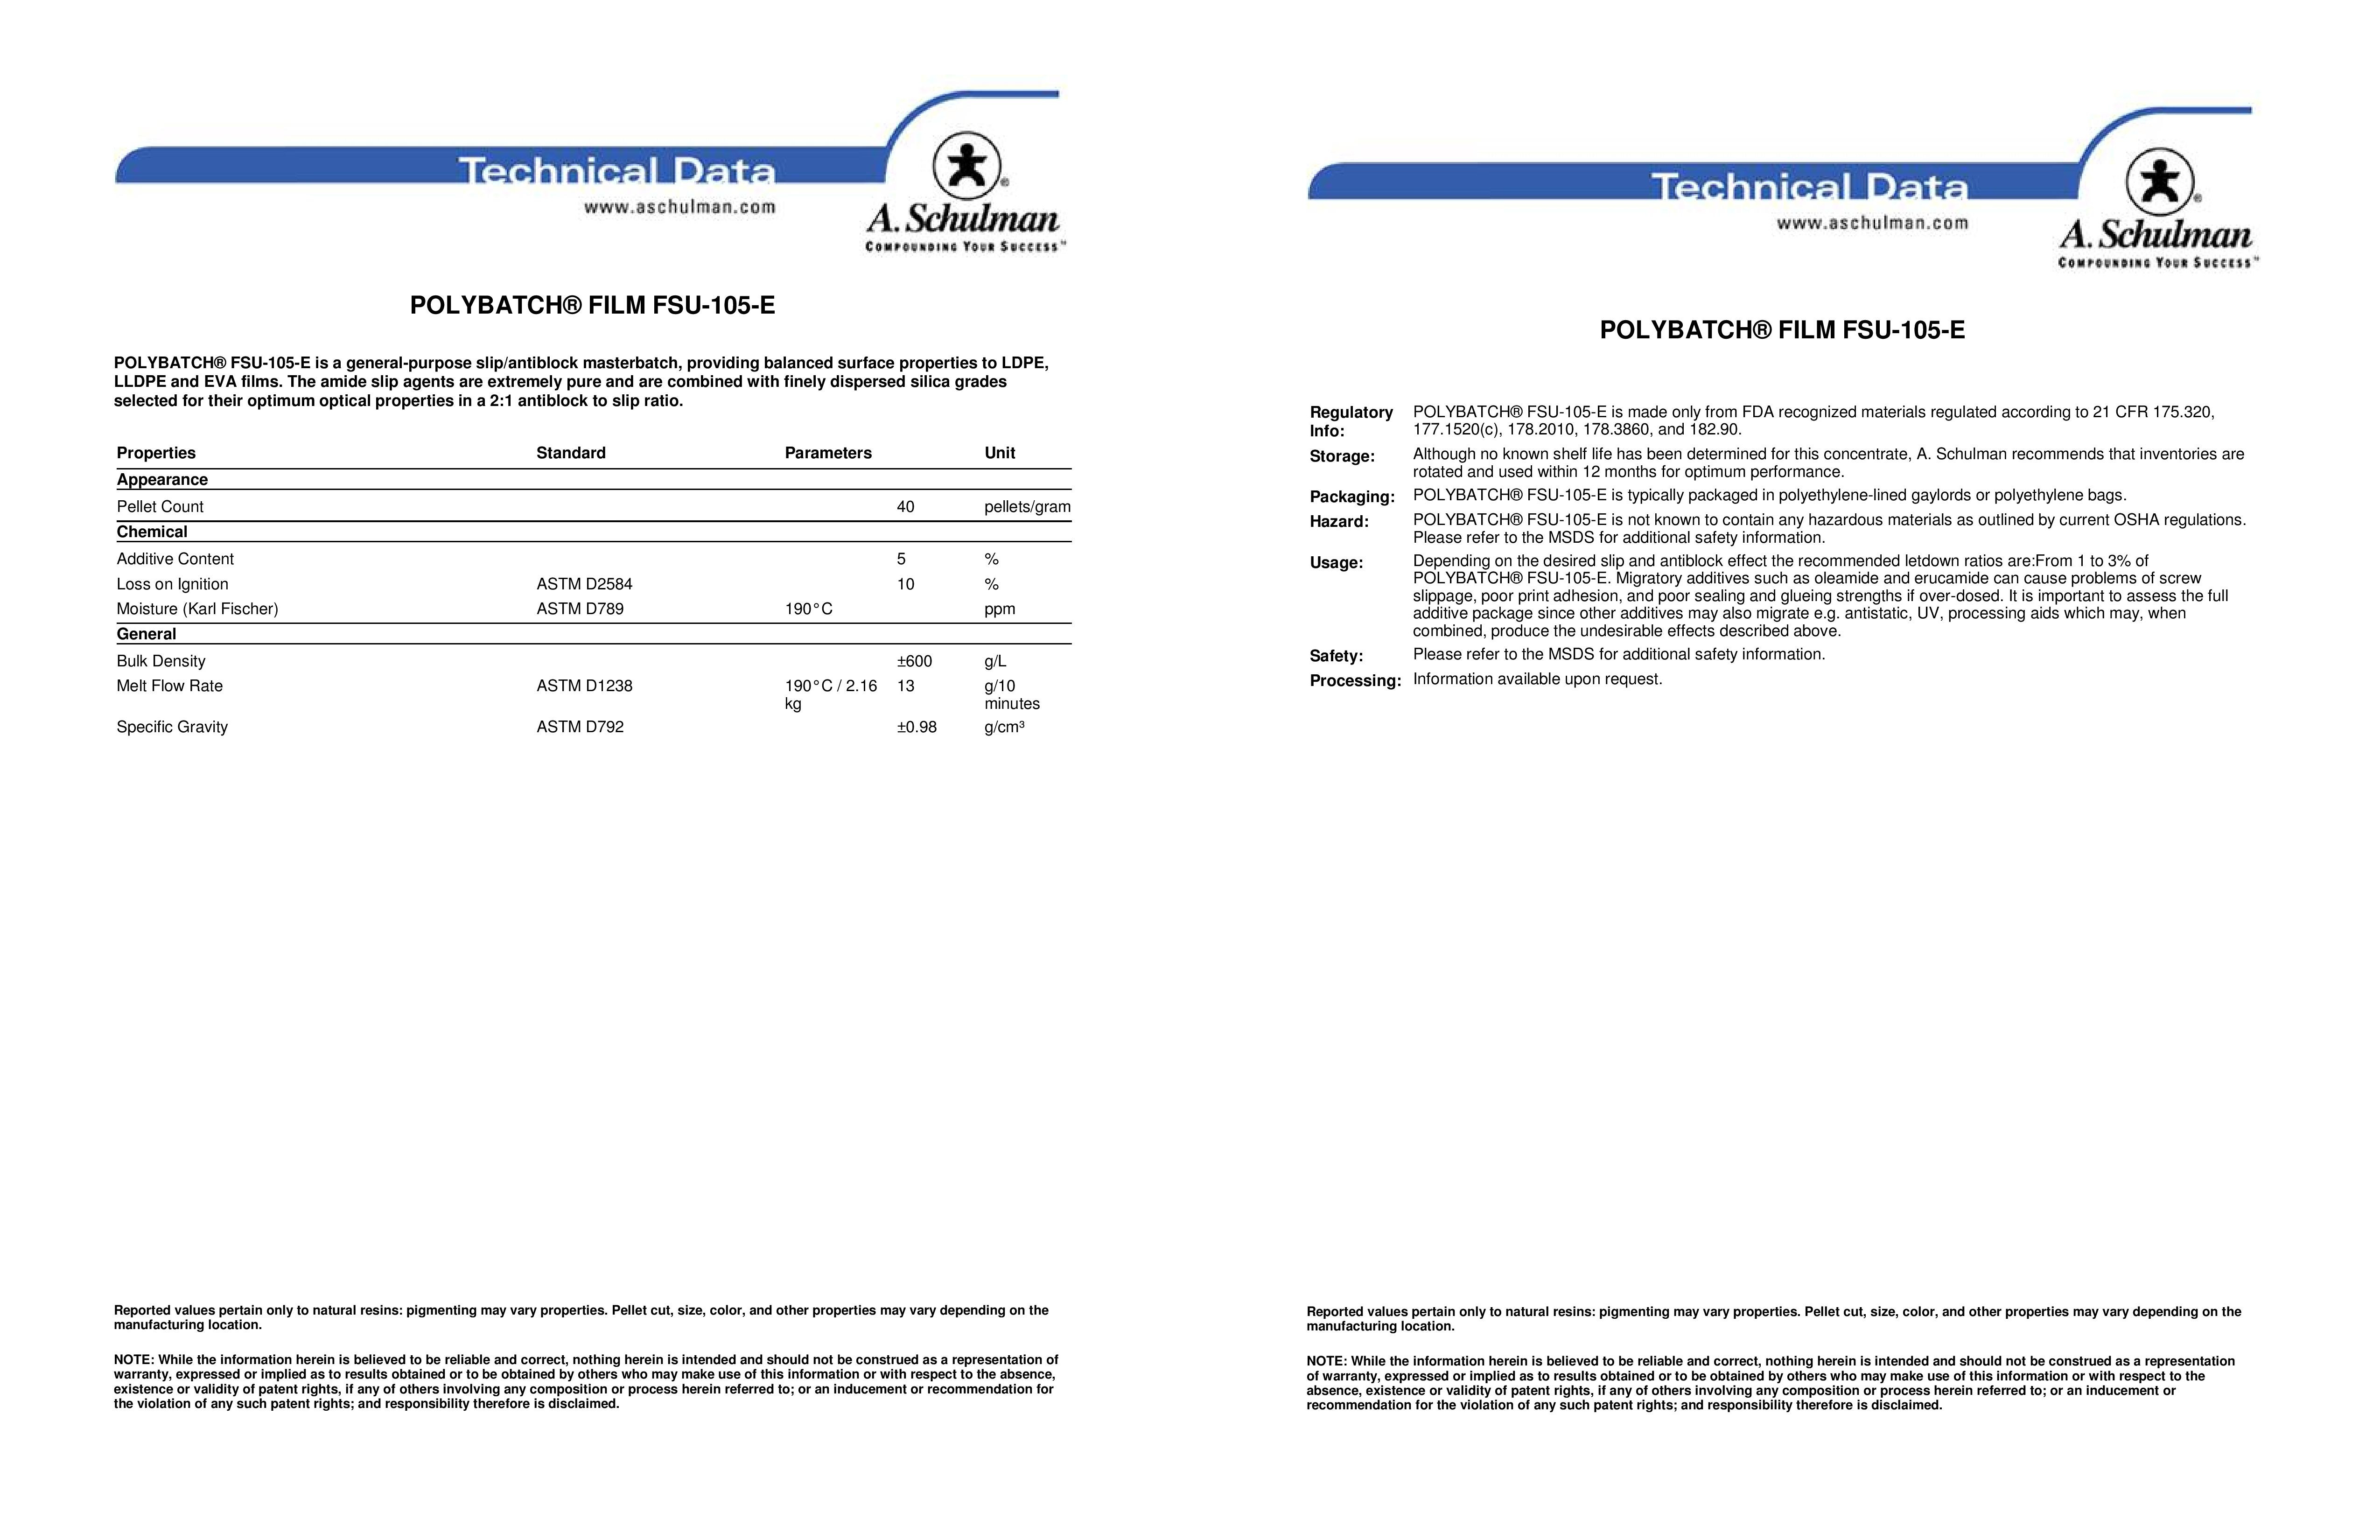 Technical Data
www.aschulman.com
®
A. Schulman
COMPOUNDING YOUR SUCCESS™
POLYBATCH® FILM FSU-105-E
POLYBATCH® FSU-105-E is a general-purpose slip/antiblock masterbatch, providing balanced surface properties to LDPE,
LLDPE and EVA films. The amide slip agents are extremely pure and are combined with finely dispersed silica grades
selected for their optimum optical properties in a 2:1 antiblock to slip ratio.
Properties Standard Parameters Unit
Appearance
Pellet Count 40 pellets/gram
Chemical
Additive Content 5 %
Loss on Ignition ASTM D2584 10 %
Moisture (Karl Fischer) ASTM D789 190°C ppm
General
Bulk Density ±600 g/L
Melt Flow Rate ASTM D1238 190°C / 2.16 13 g/10
kg minutes
Specific Gravity ASTM D792 ±0.98 g/cm³
Reported values pertain only to natural resins: pigmenting may vary properties. Pellet cut, size, color, and other properties may vary depending on the
manufacturing location.
NOTE: While the information herein is believed to be reliable and correct, nothing herein is intended and should not be construed as a representation of
warranty, expressed or implied as to results obtained or to be obtained by others who may make use of this information or with respect to the absence,
existence or validity of patent rights, if any of others involving any composition or process herein referred to; or an inducement or recommendation for
the violation of any such patent rights; and responsibility therefore is disclaimed.
Technical Data
www.aschulman.com
®
A. Schulman
COMPOUNDING YOUR SUCCESS™
POLYBATCH® FILM FSU-105-E
Regulatory POLYBATCH® FSU-105-E is made only from FDA recognized materials regulated according to 21 CFR 175.320,
Info: 177.1520(c), 178.2010, 178.3860, and 182.90.
Storage: Although no known shelf life has been determined for this concentrate, A. Schulman recommends that inventories are
rotated and used within 12 months for optimum performance.
Packaging: POLYBATCH® FSU-105-E is typically packaged in polyethylene-lined gaylords or polyethylene bags.
Hazard: POLYBATCH® FSU-105-E is not known to contain any hazardous materials as outlined by current OSHA regulations.
Please refer to the MSDS for additional safety information.
Usage: Depending on the desired slip and antiblock effect the recommended letdown ratios are:From 1 to 3% of
POLYBATCH® FSU-105-E. Migratory additives such as oleamide and erucamide can cause problems of screw
slippage, poor print adhesion, and poor sealing and glueing strengths if over-dosed. It is important to assess the full
additive package since other additives may also migrate e.g. antistatic, UV, processing aids which may, when
combined, produce the undesirable effects described above.
Safety: Please refer to the MSDS for additional safety information.
Processing: Information available upon request.
Reported values pertain only to natural resins: pigmenting may vary properties. Pellet cut, size, color, and other properties may vary depending on the
manufacturing location.
NOTE: While the information herein is believed to be reliable and correct, nothing herein is intended and should not be construed as a representation
of warranty, expressed or implied as to results obtained or to be obtained by others who may make use of this information or with respect to the
absence, existence or validity of patent rights, if any of others involving any composition or process herein referred to; or an inducement or
recommendation for the violation of any such patent rights; and responsibility therefore is disclaimed.